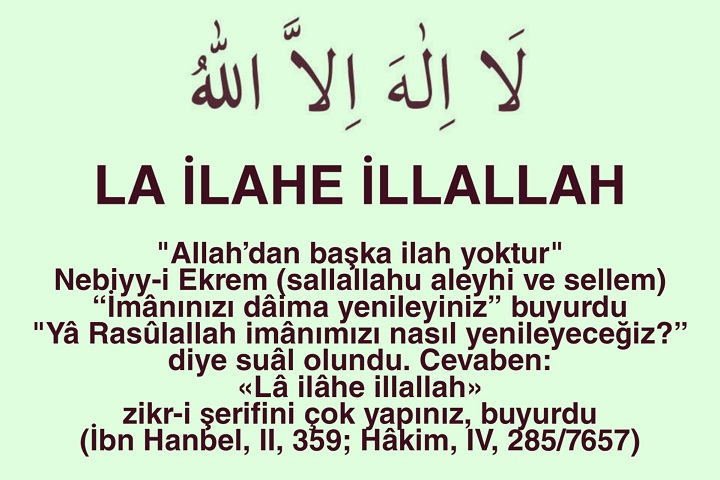 لَا اِلٰهَ اِلَّا اللّٰهُ
LA İLAHE İLLALLAH
"Allah’dan başka ilah yoktur"
Nebiyy-i Ekrem (sallallahu aleyhi ve sellem)
“İmânınızı dâima yenileyiniz” buyurdu
"Yâ Rasûlallah imânımızı nasıl yenileyeceğiz?”
diye suâl olundu. Cevaben:
«Lâ ilâhe illallah»
zikr-i şerifini çok yapınız, buyurdu
(İbn Hanbel, II, 359; Hâkim, IV, 285/7657)